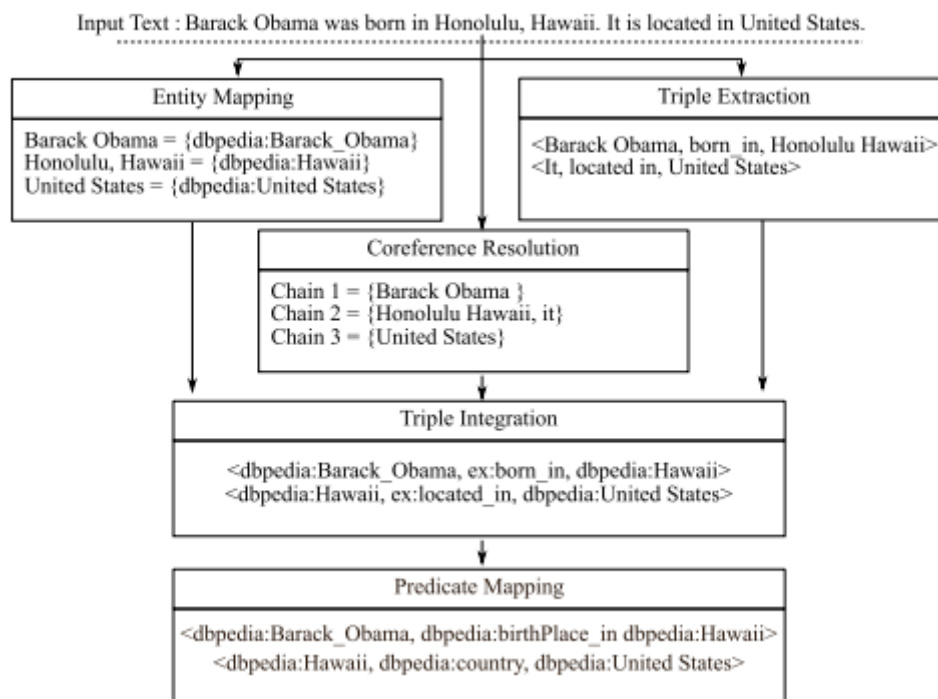 Input Text : Barack Obama was born in Honolulu, Hawaii. It is located in United States.
Entity Mapping
Barack Obama = {dbpedia:Barack_Obama}
Honolulu, Hawaii = {dbpedia:Hawaii}
United States = {dbpedia:United States}
Triple Extraction
<Barack Obama, born_in, Honolulu Hawaii>
<It, located in, United States>
Coreference Resolution
Chain 1 = {Barack Obama }
Chain 2 = {Honolulu Hawaii, it}
Chain 3 = {United States}
Triple Integration
<dbpedia:Barack_Obama, ex:born_in, dbpedia:Hawaii>
<dbpedia:Hawaii, ex:located_in, dbpedia:United States>
Predicate Mapping
<dbpedia:Barack_Obama, dbpedia:birthPlace_in dbpedia:Hawaii>
<dbpedia:Hawaii, dbpedia:country, dbpedia:United States>